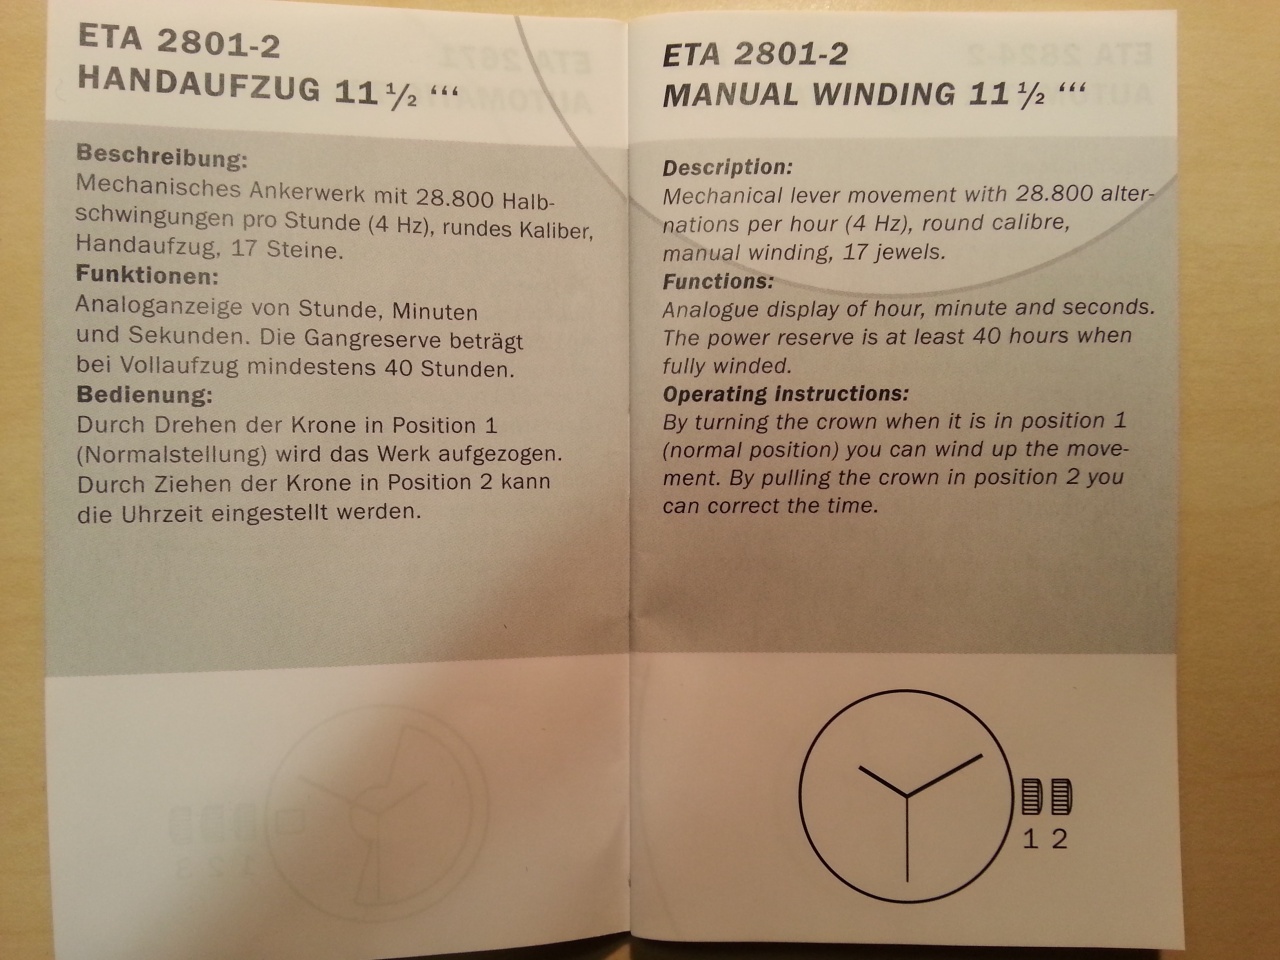 ETA 2801-2
HANDAUFZUG 11 ½ ‘‘‘
Beschreibung:
Mechanisches Ankerwerk mit 28.800 Halb-
schwingungen pro Stunde (4 Hz), rundes Kaliber,
Handaufzug, 17 Steine.
Funktionen:
Analoganzeige von Stunde, Minuten
und Sekunden. Die Gangreserve beträgt
bei Vollaufzug mindestens 40 Stunden.
Bedienung:
Durch Drehen der Krone in Position 1
(Normalstellung) wird das Werk aufgezogen.
Durch Ziehen der Krone in Position 2 kann
die Uhrzeit eingestellt werden.
ETA 2801-2
MANUAL WINDING 11 ½ ‘‘‘
Description:
Mechanical lever movement with 28.800 alter-
nations per hour (4 Hz), round calibre,
manual winding, 17 jewels.
Functions:
Analogue display of hour, minute and seconds.
The power reserve is at least 40 hours when
fully winded.
Operating instructions:
By turning the crown when it is in position 1
(normal position) you can wind up the move-
ment. By pulling the crown in position 2 you
can correct the time.
1 2